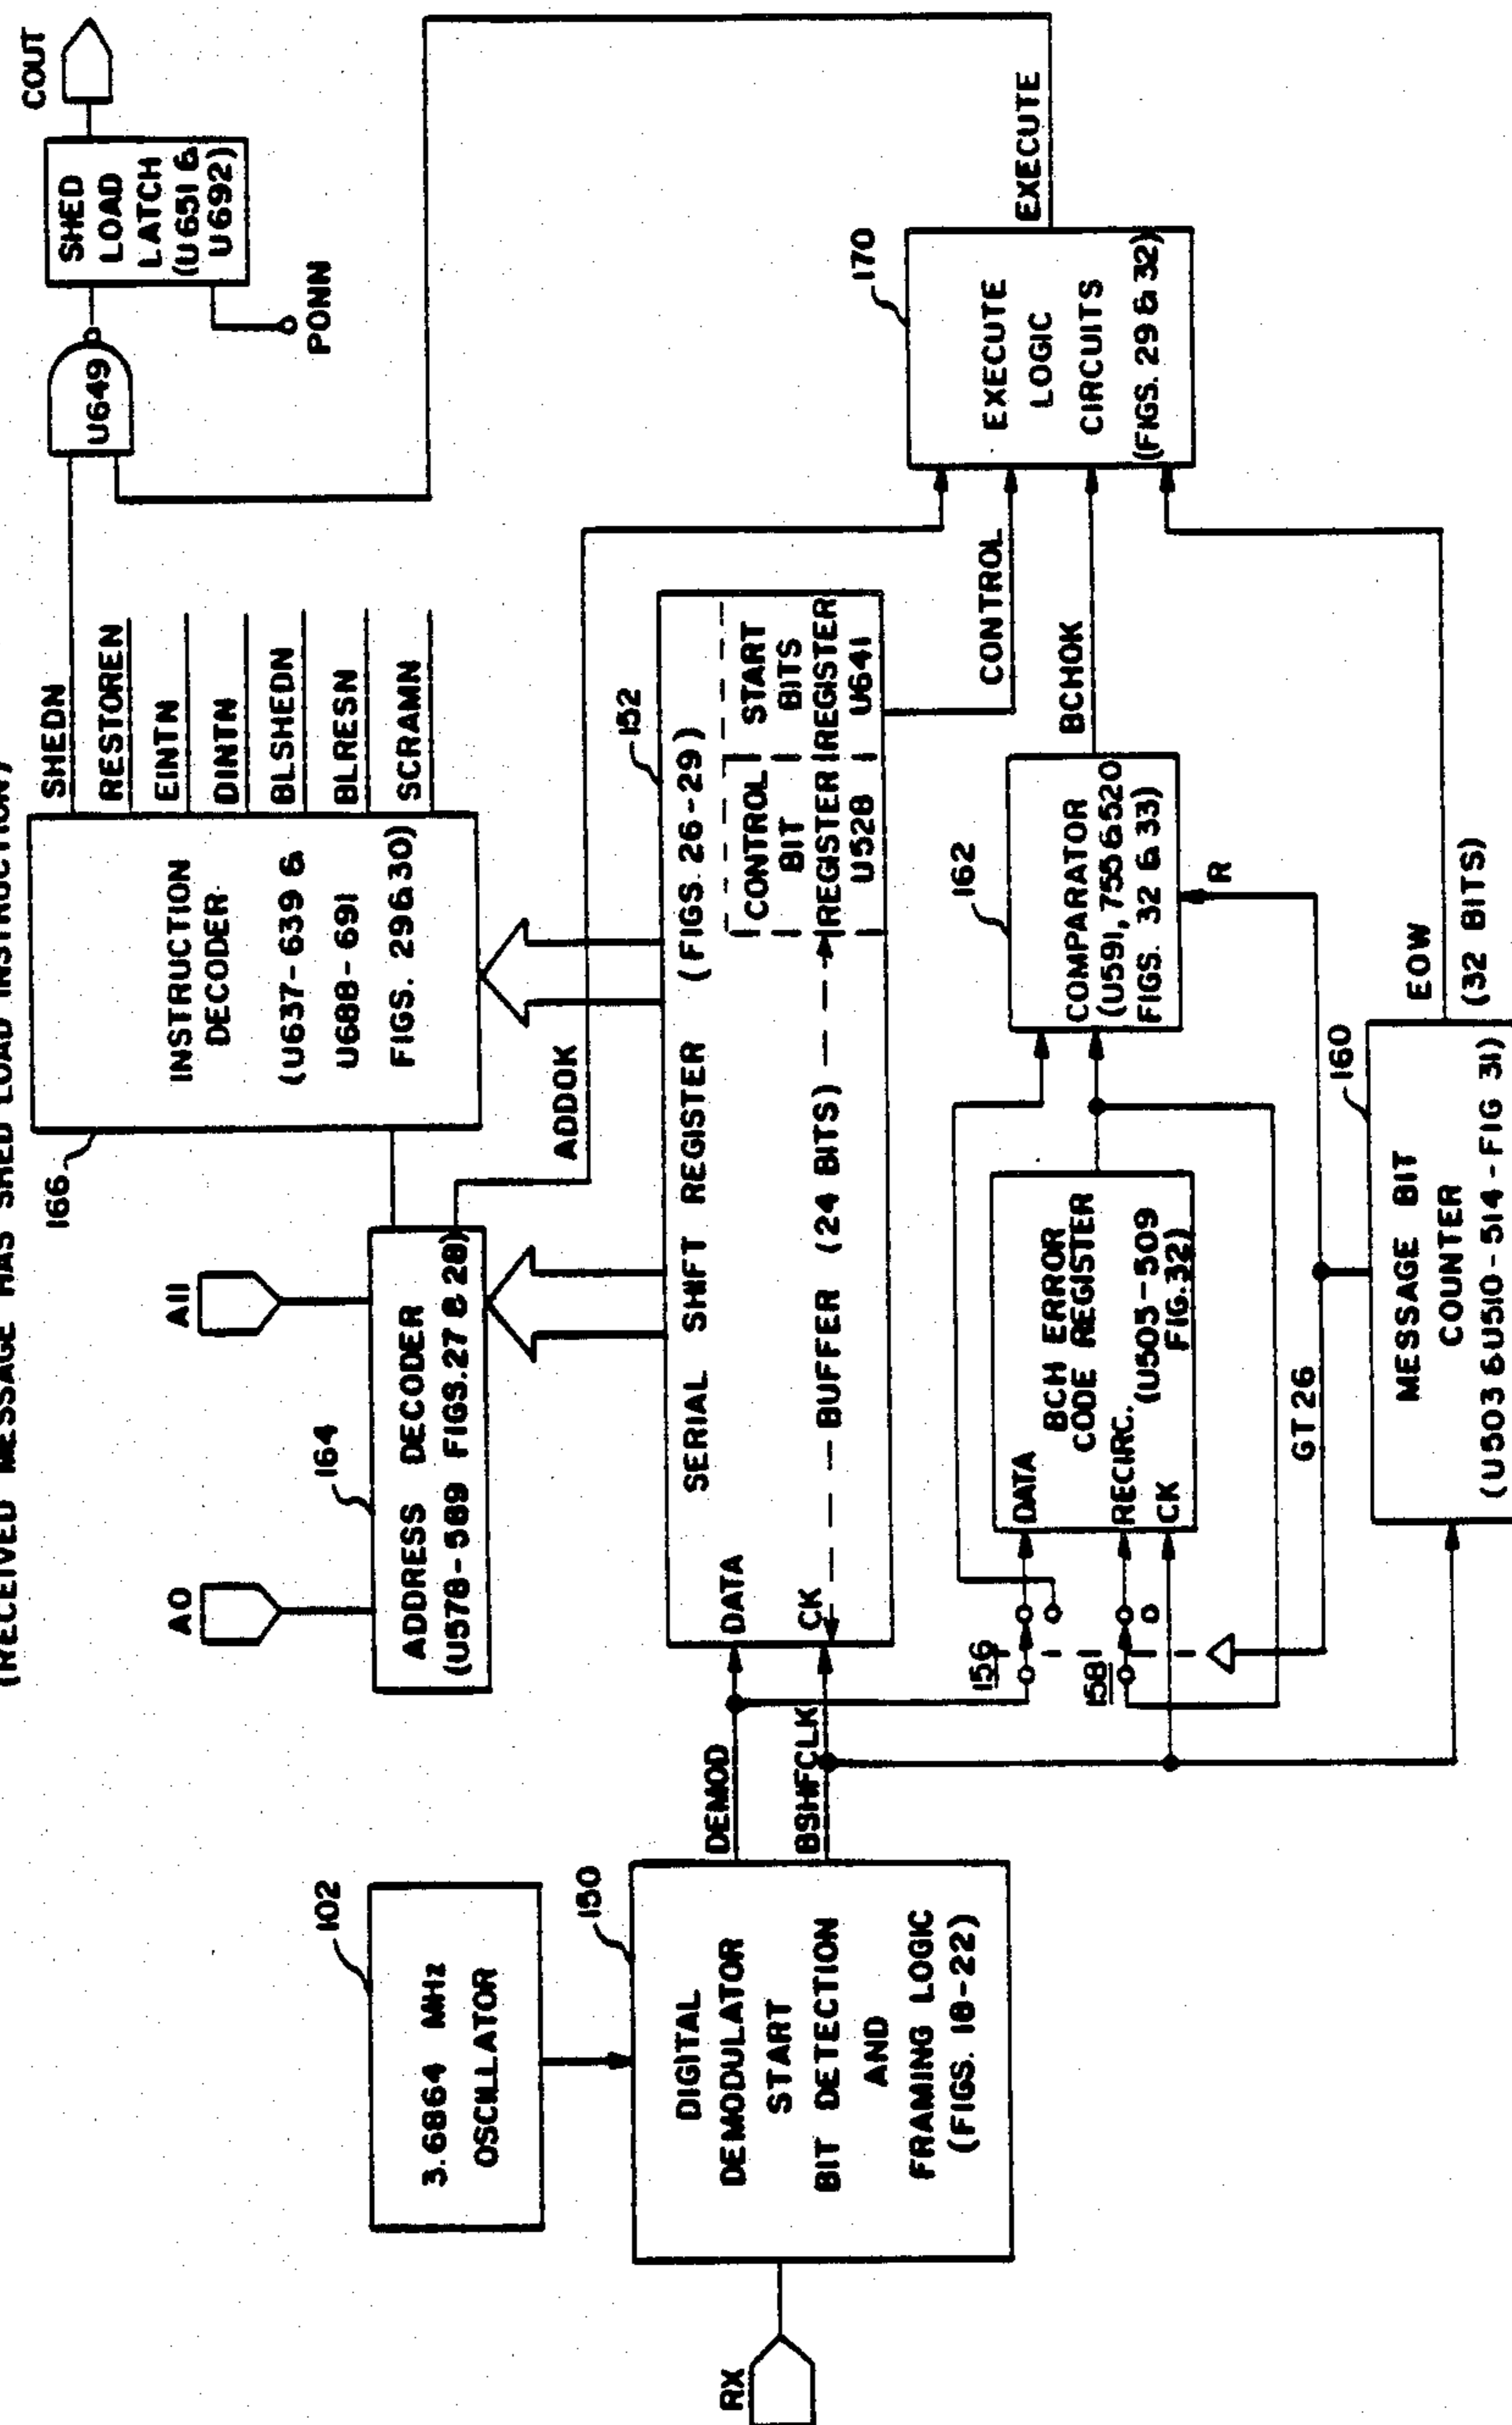 (RECEIVED MESSAGE HAS SHED LOAD INSTRUCTION)
COUT
SHED
LOAD
LATCH
(U651 &
U692)
U649
PONN
166
INSTRUCTION
DECODER
(U637-639 &
U688-691
FIGS. 29&30)
SHEDN
RESTOREN
EINTN
DINTN
BLSHEDN
BLRESN
SCRAMN
A0
A11
164
ADDRESS DECODER
(U578-589 FIGS.27 & 28)
ADDOK
102
3.6864 MHz
OSCILLATOR
152
SERIAL SHIFT REGISTER (FIGS. 26-29)
DATA
CK
BUFFER (24 BITS)
CONTROL
BIT
REGISTER
U528
START
BITS
REGISTER
U641
170
EXECUTE
LOGIC
CIRCUITS
(FIGS. 29 & 32)
EXECUTE
CONTROL
BCHOK
150
DIGITAL
DEMODULATOR
START
BIT DETECTION
AND
FRAMING LOGIC
(FIGS. 18-22)
RX
DEMOD
BSHFCLK
156
158
DATA
RECIRC.
CK
BCH ERROR
CODE REGISTER
(U505-509
FIG.32)
162
COMPARATOR
(U591,755&520
FIGS. 32 & 33)
R
GT 26
160
MESSAGE BIT
COUNTER
(U503 &U510-514-FIG 31)
EOW
(32 BITS)